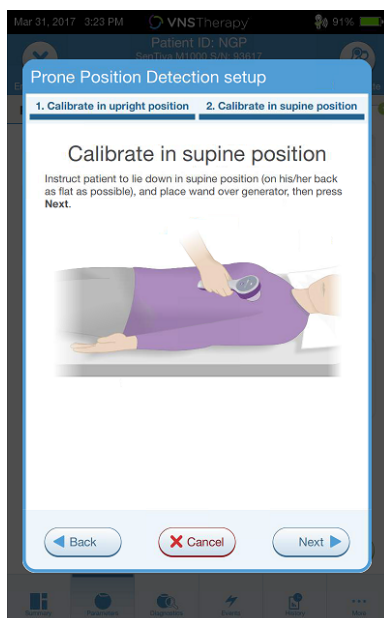 Mar 31, 2017 3:23 PM
VNSTherapy
91%
Patient ID: NGP
SenTiva M1000 S/N: 93617
Prone Position Detection setup
1. Calibrate in upright position
2. Calibrate in supine position
Calibrate in supine position
Instruct patient to lie down in supine position (on his/her back
as flat as possible), and place wand over generator, then press
Next.
Back
Cancel
Next
Summary
Parameters
Diagnostics
Events
History
More